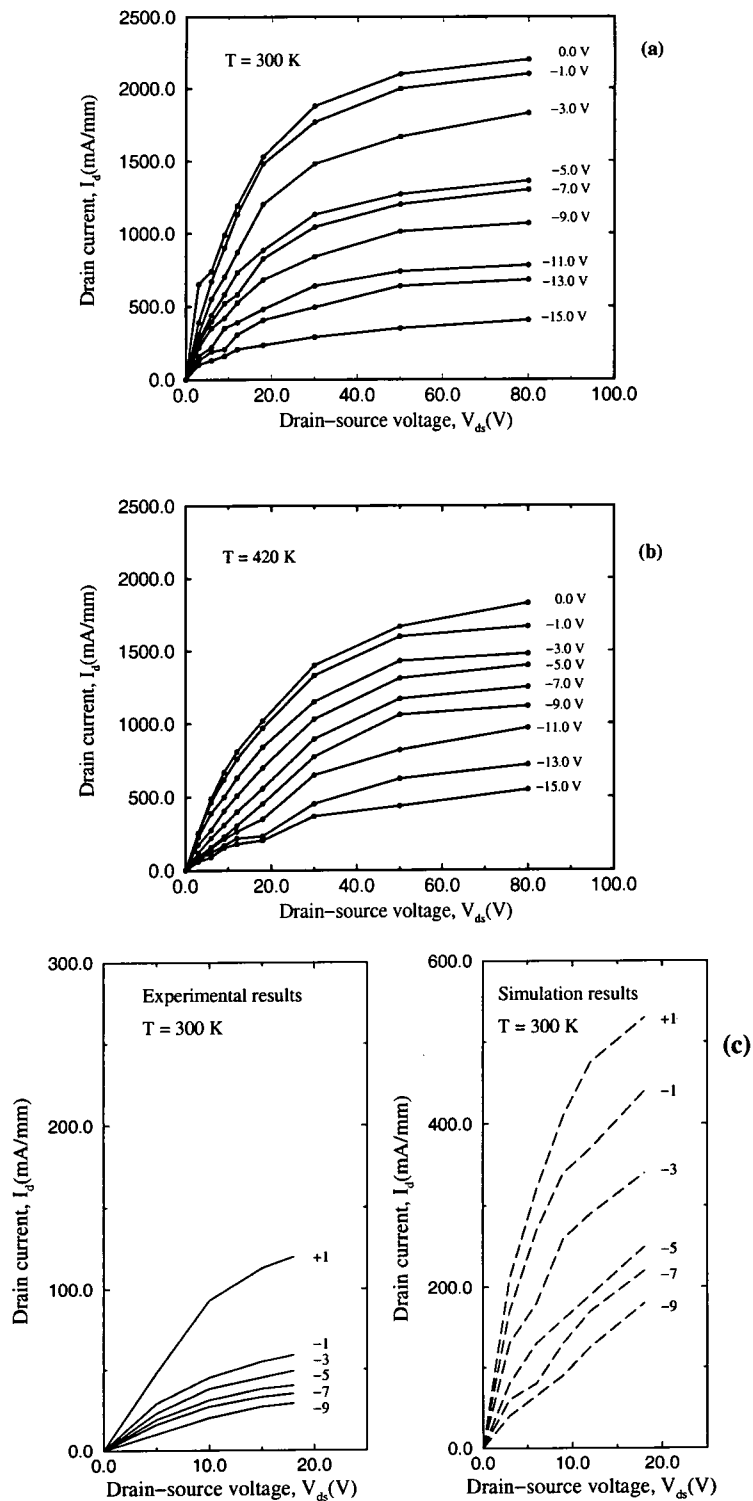 2500.0
2000.0
1500.0
1000.0
500.0
0.0
Drain current, I_d(mA/mm)
T = 300 K
(a)
0.0 V
−1.0 V
−3.0 V
−5.0 V
−7.0 V
−9.0 V
−11.0 V
−13.0 V
−15.0 V
0.0 20.0 40.0 60.0 80.0 100.0
Drain−source voltage, V_ds(V)
2500.0
2000.0
1500.0
1000.0
500.0
0.0
Drain current, I_d(mA/mm)
T = 420 K
(b)
0.0 V
−1.0 V
−3.0 V
−5.0 V
−7.0 V
−9.0 V
−11.0 V
−13.0 V
−15.0 V
0.0 20.0 40.0 60.0 80.0 100.0
Drain−source voltage, V_ds(V)
300.0
200.0
100.0
0.0
Drain current, I_d(mA/mm)
Experimental results
T = 300 K
+1
−1
−3
−5
−7
−9
0.0 10.0 20.0
Drain−source voltage, V_ds(V)
600.0
400.0
200.0
0.0
Drain current, I_d(mA/mm)
Simulation results
T = 300 K
(c)
+1
−1
−3
−5
−7
−9
0.0 10.0 20.0
Drain−source voltage, V_ds(V)